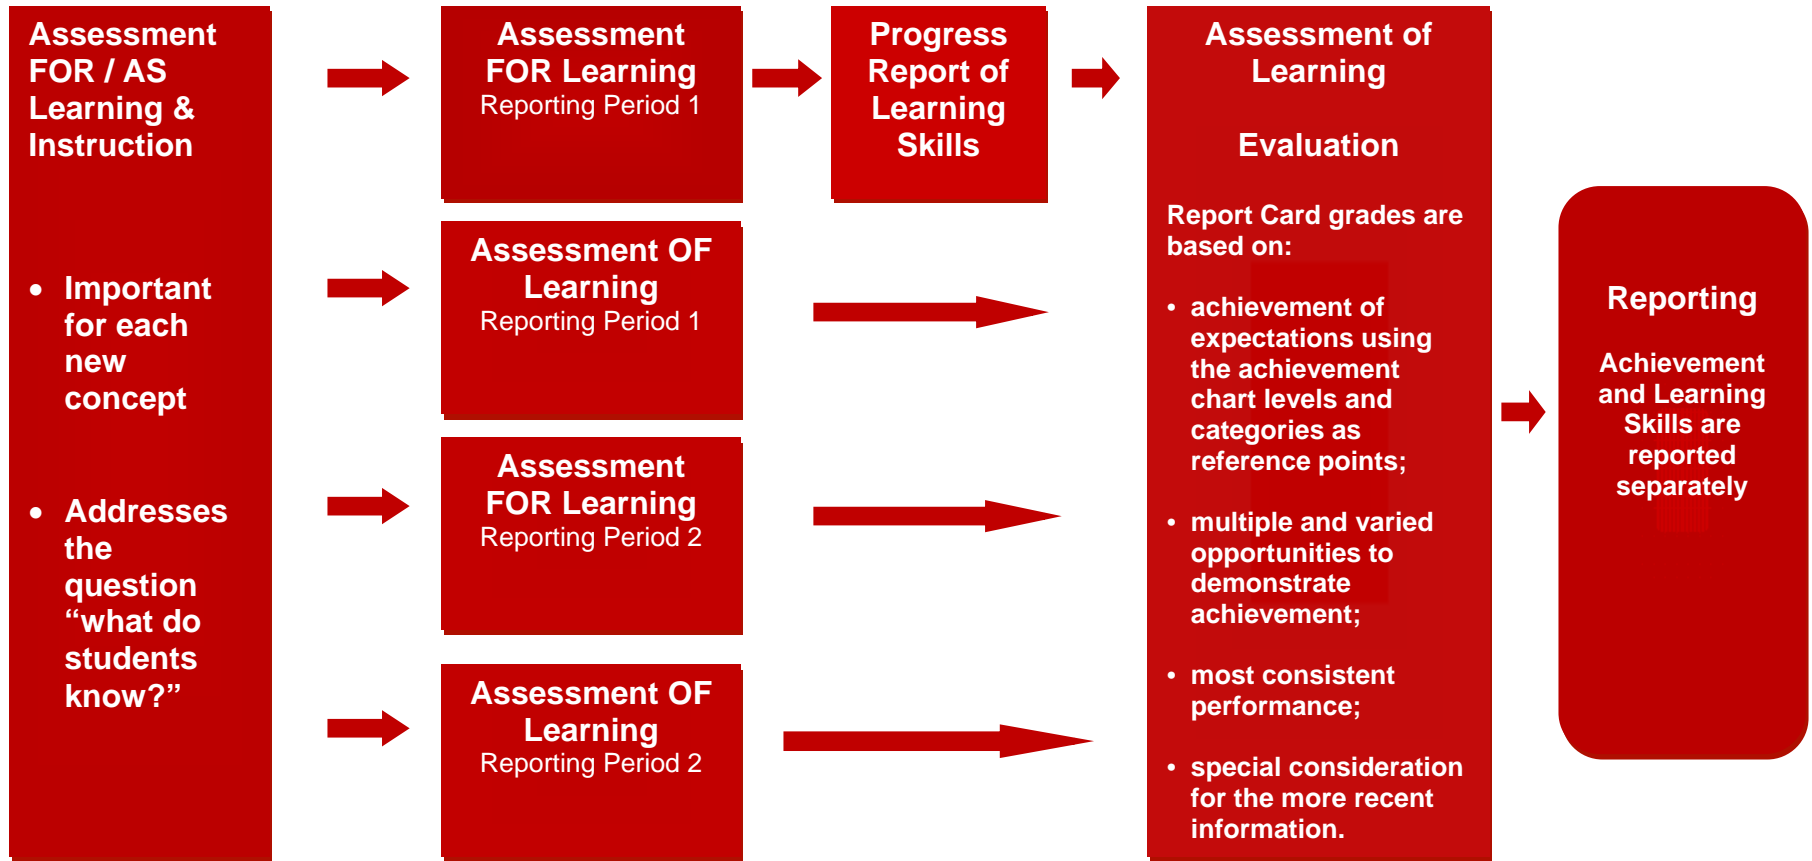 Assessment
FOR / AS
Learning &
Instruction
• Important
for each
new
concept
• Addresses
the
question
“what do
students
know?”
Assessment
FOR Learning
Reporting Period 1
Assessment OF
Learning
Reporting Period 1
Assessment
FOR Learning
Reporting Period 2
Assessment OF
Learning
Reporting Period 2
Progress
Report of
Learning
Skills
Assessment of
Learning
Evaluation
Report Card grades are
based on:
• achievement of
expectations using
the achievement
chart levels and
categories as
reference points;
• multiple and varied
opportunities to
demonstrate
achievement;
• most consistent
performance;
• special consideration
for the more recent
information.
Reporting
Achievement
and Learning
Skills are
reported
separately